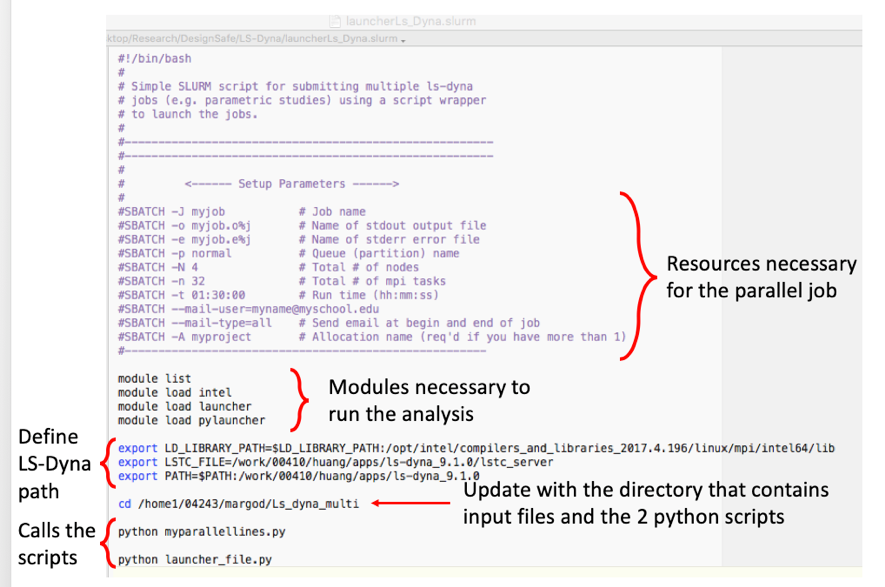 launcherLs_Dyna.slurm
ktop/Research/DesignSafe/LS-Dyna/launcherLs_Dyna.slurm
#!/bin/bash
#
# Simple SLURM script for submitting multiple ls-dyna
# jobs (e.g. parametric studies) using a script wrapper
# to launch the jobs.
#
#-------------------------------------------------------
#-------------------------------------------------------
#
# <------ Setup Parameters ------>
#
#SBATCH -J myjob # Job name
#SBATCH -o myjob.o%j # Name of stdout output file
#SBATCH -e myjob.e%j # Name of stderr error file
#SBATCH -p normal # Queue (partition) name
#SBATCH -N 4 # Total # of nodes
#SBATCH -n 32 # Total # of mpi tasks
#SBATCH -t 01:30:00 # Run time (hh:mm:ss)
#SBATCH --mail-user=myname@myschool.edu
#SBATCH --mail-type=all # Send email at begin and end of job
#SBATCH -A myproject # Allocation name (req'd if you have more than 1)
#------------------------------------------------------
Resources necessary
for the parallel job
module list
module load intel
module load launcher
module load pylauncher
Modules necessary to
run the analysis
Define
LS-Dyna
path
export LD_LIBRARY_PATH=$LD_LIBRARY_PATH:/opt/intel/compilers_and_libraries_2017.4.196/linux/mpi/intel64/lib
export LSTC_FILE=/work/00410/huang/apps/ls-dyna_9.1.0/lstc_server
export PATH=$PATH:/work/00410/huang/apps/ls-dyna_9.1.0
cd /home1/04243/margod/Ls_dyna_multi
Update with the directory that contains
input files and the 2 python scripts
Calls the
scripts
python myparallellines.py
python launcher_file.py